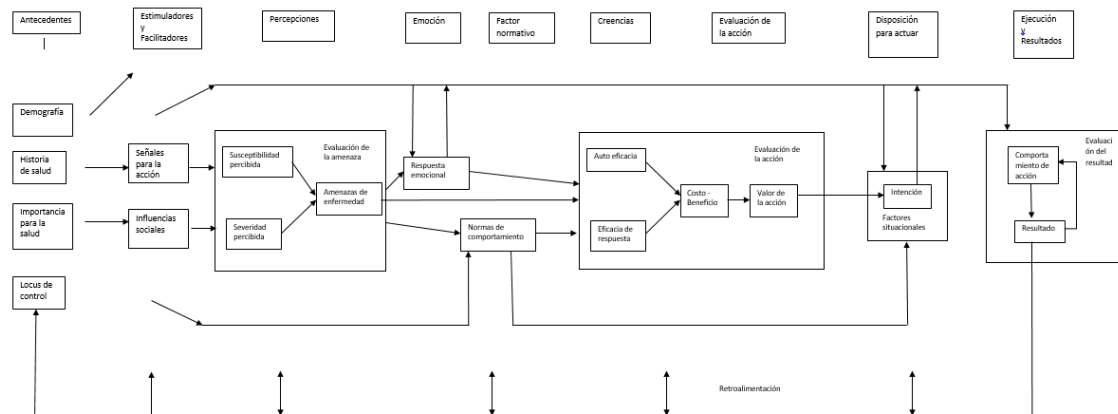 Antecedentes
Estimuladores
y
Facilitadores
Percepciones
Emoción
Factor
normativo
Creencias
Evaluación de
la acción
Disposición
para actuar
Ejecución
y
Resultados
Demografía
Historia
de salud
Importancia
para la
salud
Locus de
control
Señales
para la
acción
Influencias
sociales
Evaluación de
la amenaza
Susceptibilidad
percibida
Severidad
percibida
Amenazas de
enfermedad
Respuesta
emocional
Normas de
comportamiento
Evaluación de
la acción
Auto eficacia
Eficacia de
respuesta
Costo -
Beneficio
Valor de
la acción
Intención
Factores
situacionales
Evaluaci
ón del
resultad
Comporta
miento de
acción
Resultado
Retroalimentación